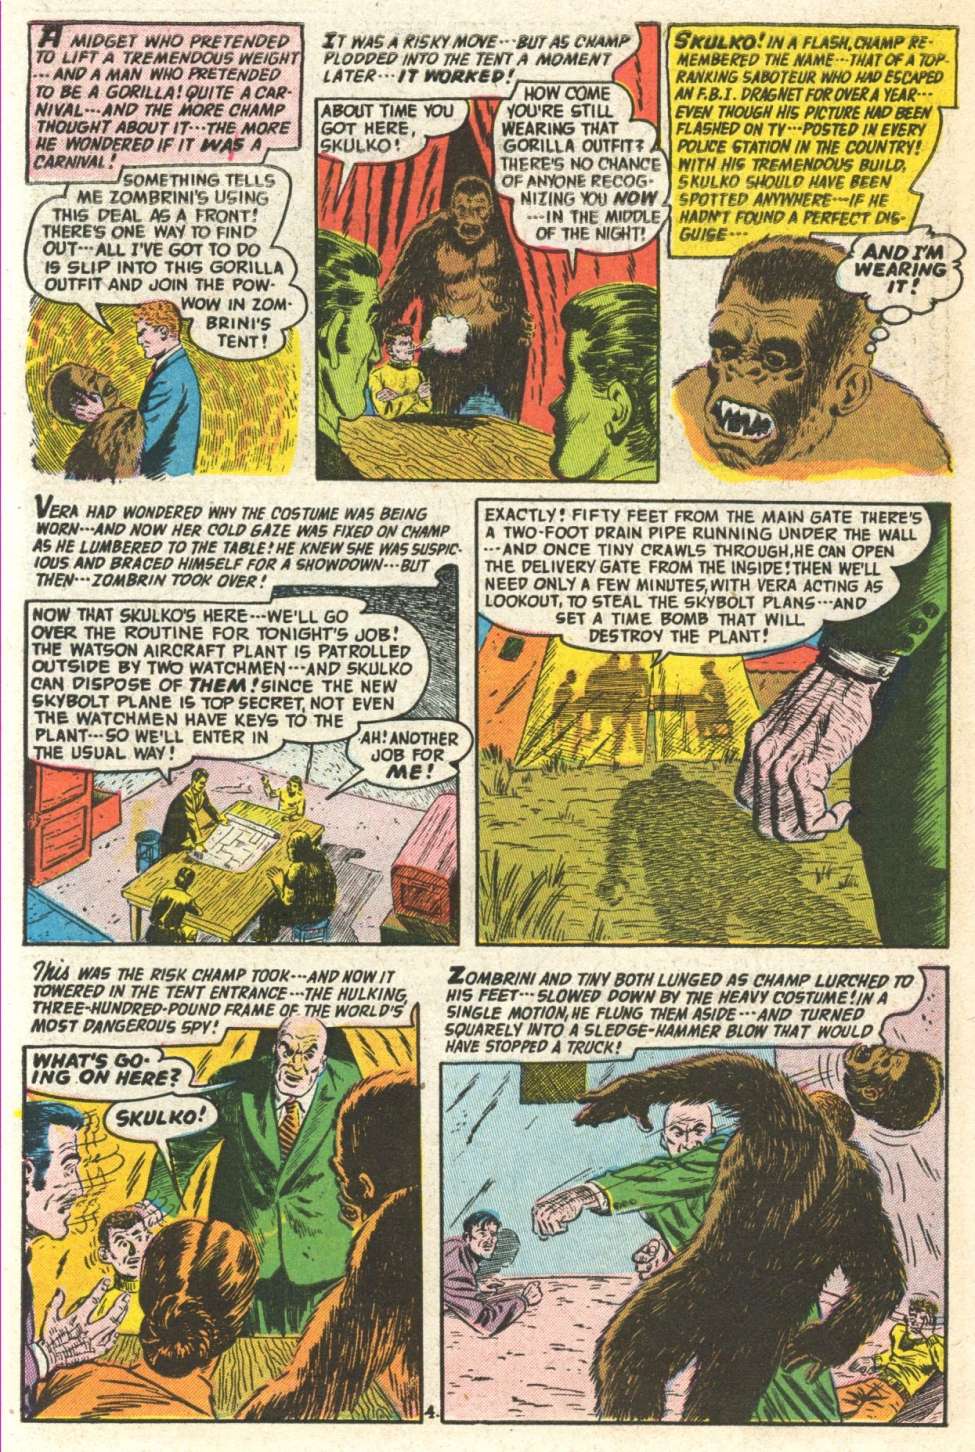 A MIDGET WHO PRETENDED
TO LIFT A TREMENDOUS WEIGHT
---AND A MAN WHO PRETENDED
TO BE A GORILLA! QUITE A CAR-
NIVAL---AND THE MORE CHAMP
THOUGHT ABOUT IT---THE MORE
HE WONDERED IF IT WAS A
CARNIVAL!
SOMETHING TELLS
ME ZOMBRINI'S USING
THIS DEAL AS A FRONT!
THERE'S ONE WAY TO FIND
OUT---ALL I'VE GOT TO DO
IS SLIP INTO THIS GORILLA
OUTFIT AND JOIN THE POW-
WOW IN ZOM-
BRINI'S
TENT!
IT WAS A RISKY MOVE---BUT AS CHAMP
PLODDED INTO THE TENT A MOMENT
LATER---IT WORKED!
ABOUT TIME YOU
GOT HERE,
SKULKO!
HOW COME
YOU'RE STILL
WEARING THAT
GORILLA OUTFIT?
THERE'S NO CHANCE
OF ANYONE RECOG-
NIZING YOU NOW
---IN THE MIDDLE
OF THE NIGHT!
SKULKO! IN A FLASH, CHAMP RE-
MEMBERED THE NAME---THAT OF A TOP-
RANKING SABOTEUR WHO HAD ESCAPED
AN F.B.I. DRAGNET FOR OVER A YEAR---
EVEN THOUGH HIS PICTURE HAD BEEN
FLASHED ON TV---POSTED IN EVERY
POLICE STATION IN THE COUNTRY!
WITH HIS TREMENDOUS BUILD,
SKULKO SHOULD HAVE BEEN
SPOTTED ANYWHERE---IF HE
HADN'T FOUND A PERFECT DIS-
GUISE---
AND I'M
WEARING
IT!
VERA HAD WONDERED WHY THE COSTUME WAS BEING
WORN---AND NOW HER COLD GAZE WAS FIXED ON CHAMP
AS HE LUMBERED TO THE TABLE! HE KNEW SHE WAS SUSPIC-
IOUS AND BRACED HIMSELF FOR A SHOWDOWN---BUT
THEN---ZOMBRIN TOOK OVER!
NOW THAT SKULKO'S HERE---WE'LL GO
OVER THE ROUTINE FOR TONIGHT'S JOB!
THE WATSON AIRCRAFT PLANT IS PATROLLED
OUTSIDE BY TWO WATCHMEN---AND SKULKO
CAN DISPOSE OF THEM! SINCE THE NEW
SKYBOLT PLANE IS TOP SECRET, NOT EVEN
THE WATCHMEN HAVE KEYS TO THE
PLANT---SO WE'LL ENTER IN
THE USUAL WAY!
AH! ANOTHER
JOB FOR
ME!
EXACTLY! FIFTY FEET FROM THE MAIN GATE THERE'S
A TWO-FOOT DRAIN PIPE RUNNING UNDER THE WALL
---AND ONCE TINY CRAWLS THROUGH, HE CAN OPEN
THE DELIVERY GATE FROM THE INSIDE! THEN WE'LL
NEED ONLY A FEW MINUTES, WITH VERA ACTING AS
LOOKOUT, TO STEAL THE SKYBOLT PLANS---AND
SET A TIME BOMB THAT WILL
DESTROY THE PLANT!
THIS WAS THE RISK CHAMP TOOK---AND NOW IT
TOWERED IN THE TENT ENTRANCE---THE HULKING,
THREE-HUNDRED-POUND FRAME OF THE WORLD'S
MOST DANGEROUS SPY!
WHAT'S GO-
ING ON HERE?
SKULKO!
ZOMBRINI AND TINY BOTH LUNGED AS CHAMP LURCHED TO
HIS FEET---SLOWED DOWN BY THE HEAVY COSTUME! IN A
SINGLE MOTION, HE FLUNG THEM ASIDE---AND TURNED
SQUARELY INTO A SLEDGE-HAMMER BLOW THAT WOULD
HAVE STOPPED A TRUCK!
4.